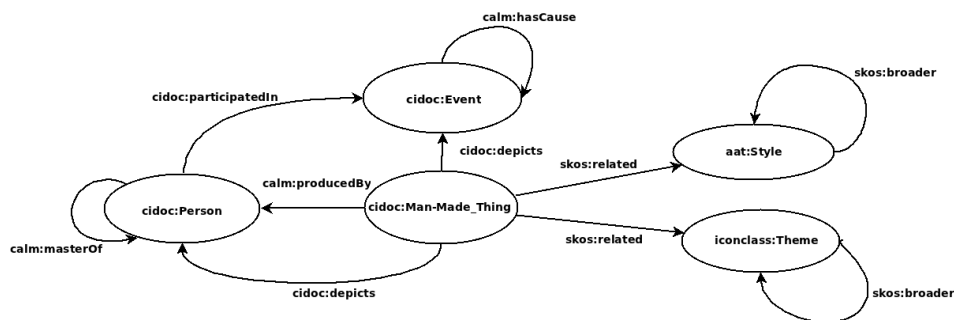 calm:hasCause
skos:broader
cidoc:participatedIn
cidoc:Event
cidoc:depicts
aat:Style
skos:related
calm:producedBy
cidoc:Person
cidoc:Man-Made_Thing
skos:related
iconclass:Theme
calm:masterOf
cidoc:depicts
skos:broader